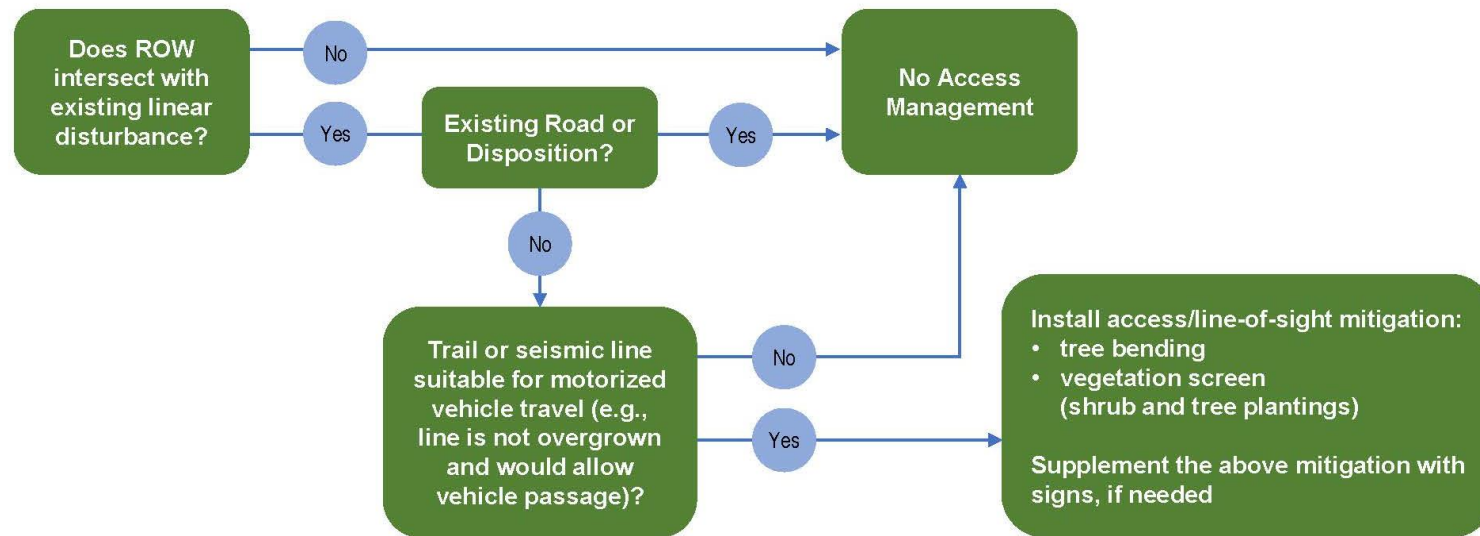 Does ROW
intersect with
existing linear
disturbance?
No
Yes
Existing Road or
Disposition?
Yes
No Access
Management
No
Trail or seismic line
suitable for motorized
vehicle travel (e.g.,
line is not overgrown
and would allow
vehicle passage)?
No
Yes
Install access/line-of-sight mitigation:
• tree bending
• vegetation screen
(shrub and tree plantings)
Supplement the above mitigation with
signs, if needed